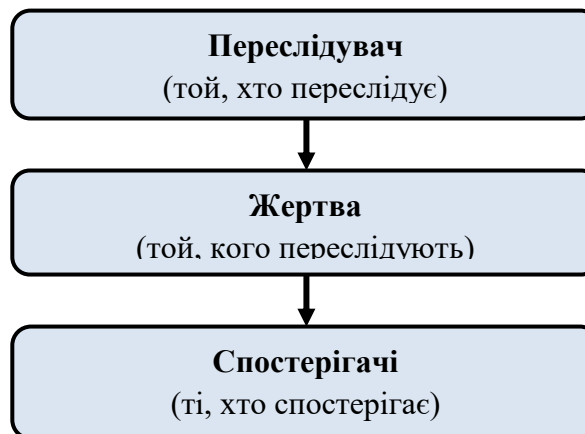 Переслідувач
(той, хто переслідує)
Жертва
(той, кого переслідують)
Спостерігачі
(ті, хто спостерігає)